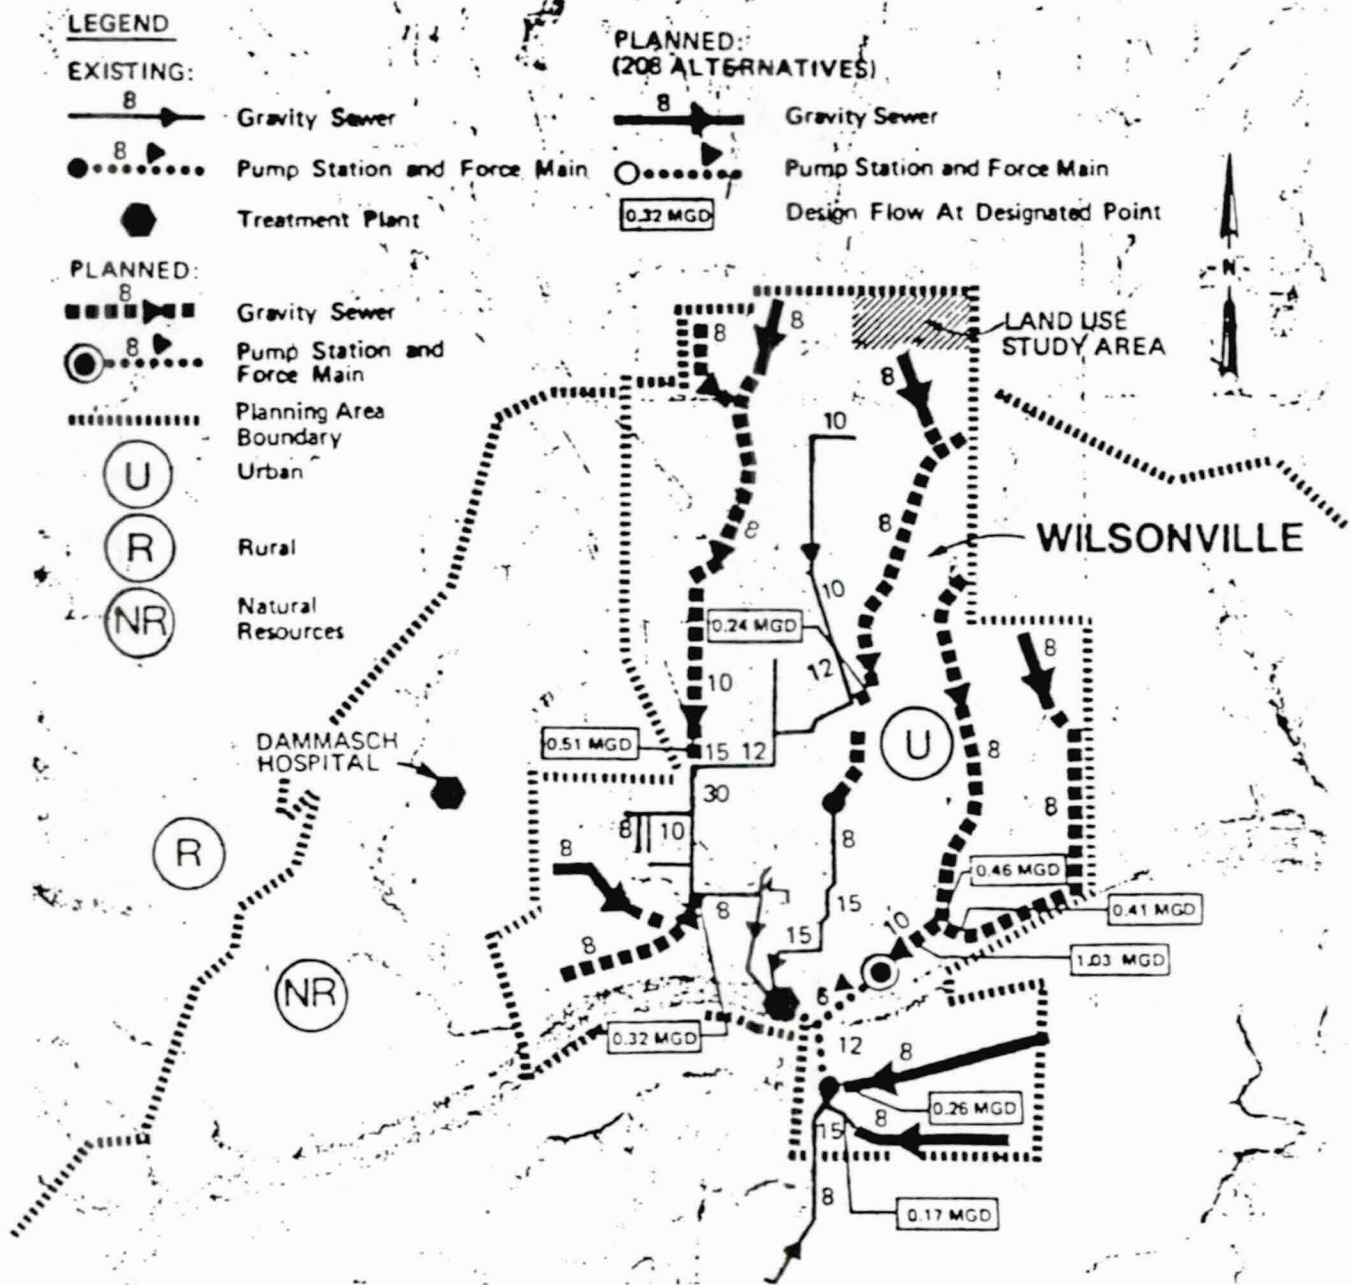 LEGEND
EXISTING:
8
Gravity Sewer
8
Pump Station and Force Main
Treatment Plant
PLANNED:
8
Gravity Sewer
8
Pump Station and
Force Main
Planning Area
Boundary
U
Urban
R
Rural
NR
Natural
Resources
PLANNED:
(208 ALTERNATIVES)
8
Gravity Sewer
Pump Station and Force Main
0.32 MGD
Design Flow At Designated Point
N
LAND USE
STUDY AREA
8
8
8
10
8
8
WILSONVILLE
10
0.24 MGD
8
12
10
DAMMASCH
HOSPITAL
0.51 MGD
15
12
U
8
30
8
8
10
8
R
8
0.46 MGD
8
15
0.41 MGD
8
15
10
1.03 MGD
NR
6
0.32 MGD
12
8
0.26 MGD
15
8
8
0.17 MGD